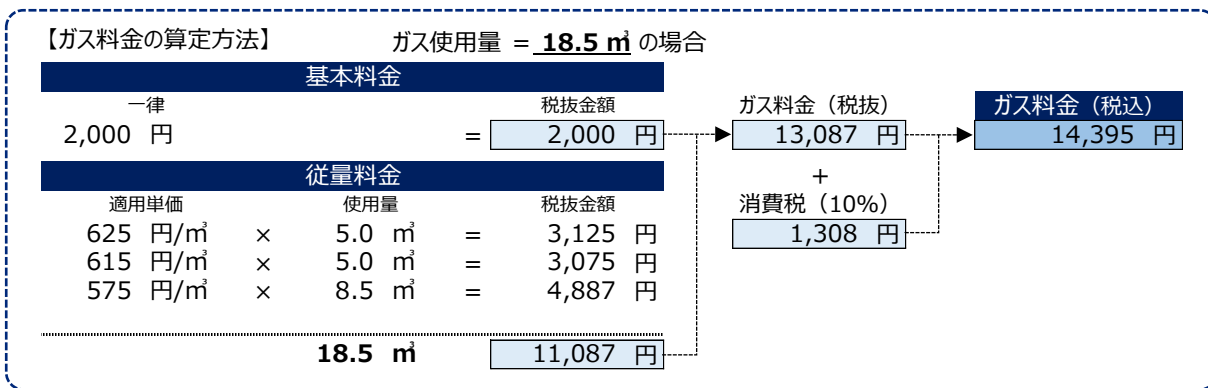 【ガス料金の算定方法】 ガス使用量 = 18.5 ㎥ の場合
基本料金
一律 税抜金額
2,000 円 = 2,000 円
従量料金
適用単価 使用量 税抜金額
625 円/㎥ × 5.0 ㎥ = 3,125 円
615 円/㎥ × 5.0 ㎥ = 3,075 円
575 円/㎥ × 8.5 ㎥ = 4,887 円
18.5 ㎥ 11,087 円
ガス料金（税抜）
13,087 円
+
消費税（10%）
1,308 円
ガス料金（税込）
14,395 円